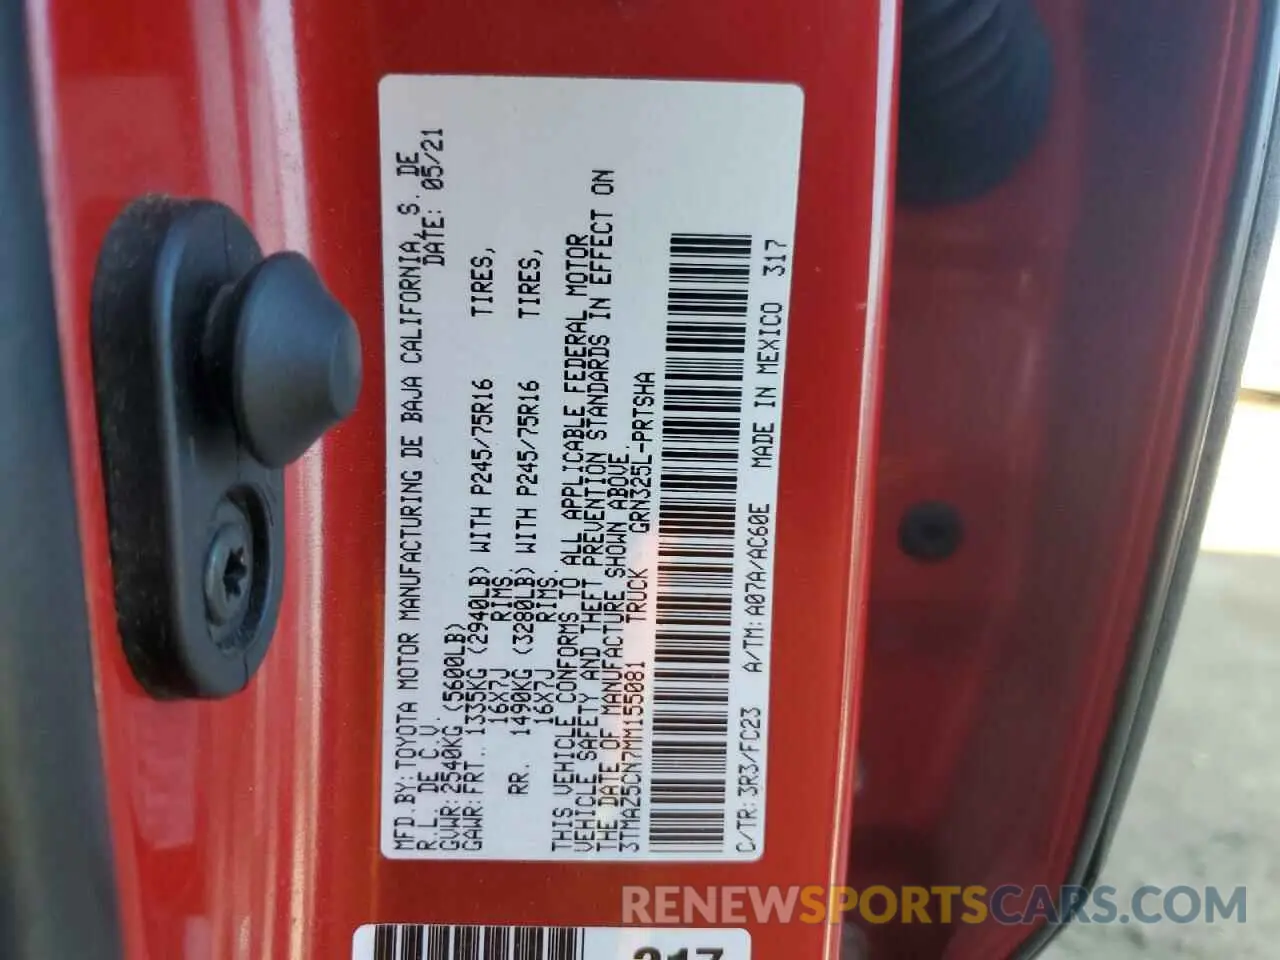 MFD.BY:TOYOTA MOTOR MANUFACTURING DE BAJA CALIFORNIA, S. DE
R.L. DE C.V. DATE: 05/21
GVWR:2540KG (5600LB)
GAWR:FRT. 1335KG (2940LB) WITH P245/75R16 TIRES,
16X7J RIMS
RR. 1490KG (3280LB) WITH P245/75R16 TIRES,
16X7J RIMS.
THIS VEHICLE CONFORMS TO ALL APPLICABLE FEDERAL MOTOR
VEHICLE SAFETY AND THEFT PREVENTION STANDARDS IN EFFECT ON
THE DATE OF MANUFACTURE SHOWN ABOVE.
3TMAZ5CN7MM155081 TRUCK GRN325L-PRTSHA
C/TR:3R3/FC23 A/TM:A07A/AC60E MADE IN MEXICO 317
317
RENEWSPORTSCARS.COM